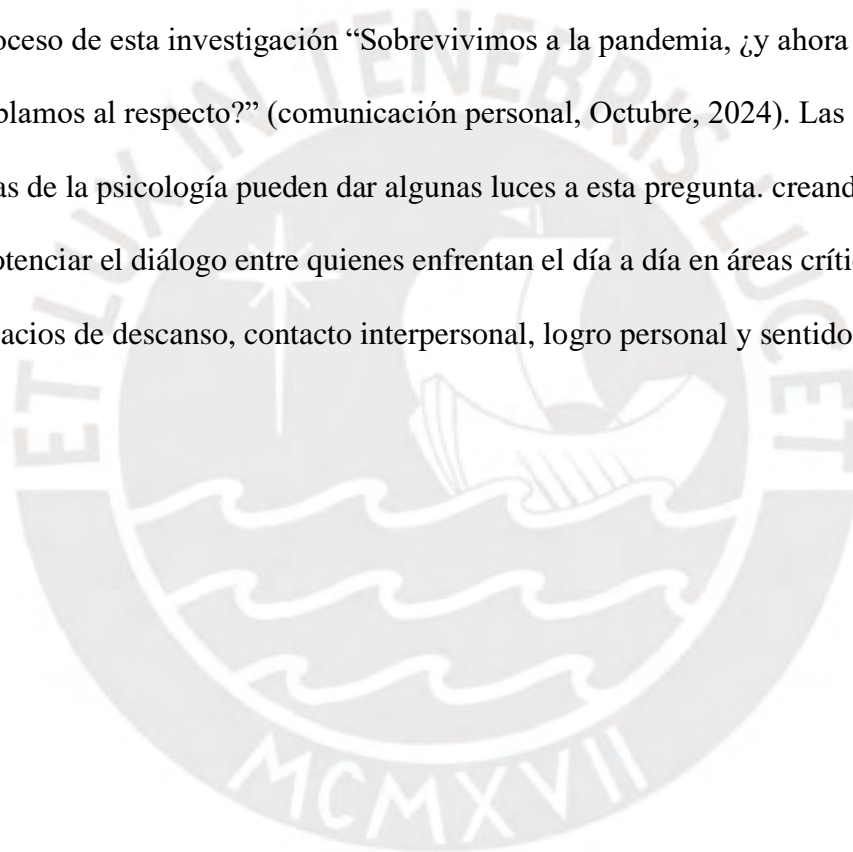 oceso de esta investigación “Sobrevivimos a la pandemia, ¿y ahora
blamos al respecto?” (comunicación personal, Octubre, 2024). Las
as de la psicología pueden dar algunas luces a esta pregunta. creand
otenciar el diálogo entre quienes enfrentan el día a día en áreas críti
acios de descanso, contacto interpersonal, logro personal y sentido
ET LUX IN TENEBRIS LUCET
MCMXVII